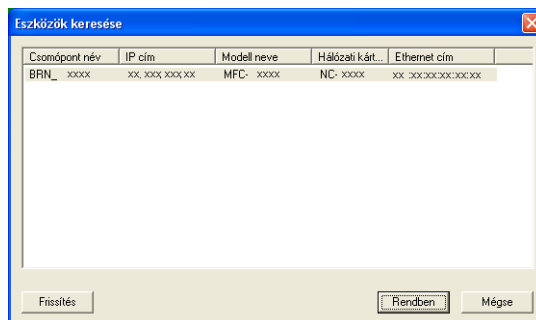 Eszközök keresése
Csomópont név IP cím Modell neve Hálózati kárt... Ethernet cím
BRN_ xxxx xx, xxx, xxx, xx MFC- xxxx NC- xxxx xx :xx:xx:xx:xx:xx
Frissítés Rendben Mégse